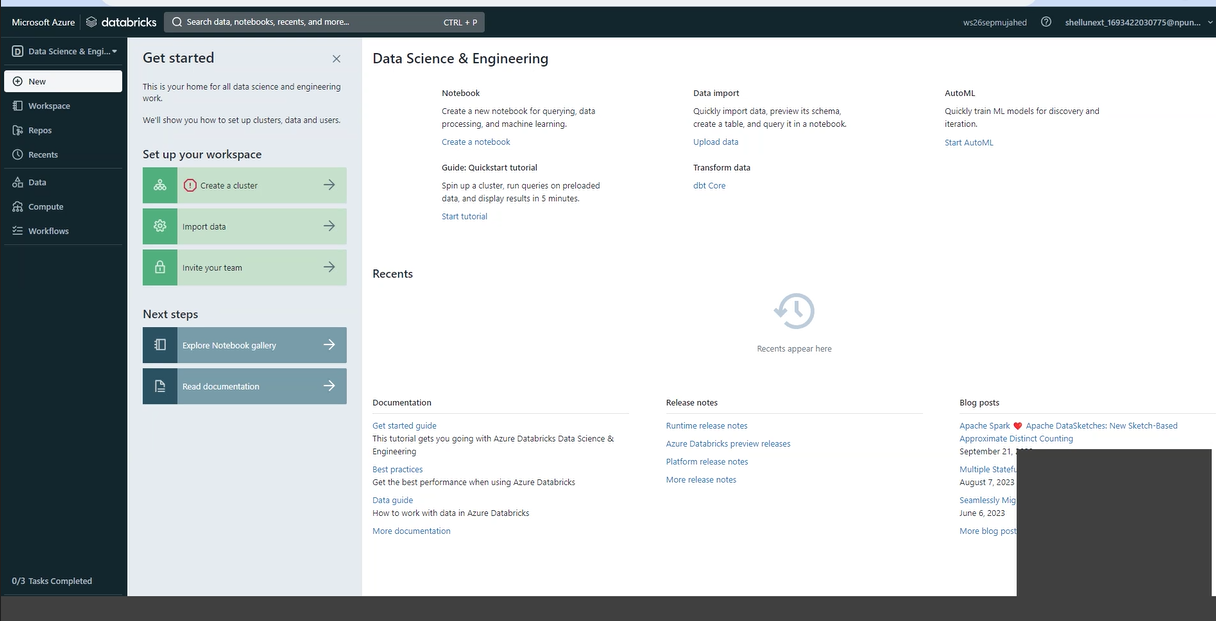 Microsoft Azure databricks Search data, notebooks, recents, and more... CTRL + P ws26sepmujahed shellunext_1693422030775@npun...
Data Science & Engi...
New
Workspace
Repos
Recents
Data
Compute
Workflows
0/3 Tasks Completed
Get started
This is your home for all data science and engineering
work.
We'll show you how to set up clusters, data and users.
Set up your workspace
Create a cluster
Import data
Invite your team
Next steps
Explore Notebook gallery
Read documentation
Data Science & Engineering
Notebook
Create a new notebook for querying, data
processing, and machine learning.
Create a notebook
Guide: Quickstart tutorial
Spin up a cluster, run queries on preloaded
data, and display results in 5 minutes.
Start tutorial
Data import
Quickly import data, preview its schema,
create a table, and query it in a notebook.
Upload data
Transform data
dbt Core
AutoML
Quickly train ML models for discovery and
iteration.
Start AutoML
Recents
Recents appear here
Documentation
Get started guide
This tutorial gets you going with Azure Databricks Data Science &
Engineering
Best practices
Get the best performance when using Azure Databricks
Data guide
How to work with data in Azure Databricks
More documentation
Release notes
Runtime release notes
Azure Databricks preview releases
Platform release notes
More release notes
Blog posts
Apache Spark ❤️ Apache DataSketches: New Sketch-Based
Approximate Distinct Counting
September 21,
Multiple
August 7, 2023
Seamlessly
June 6, 2023
More blog post